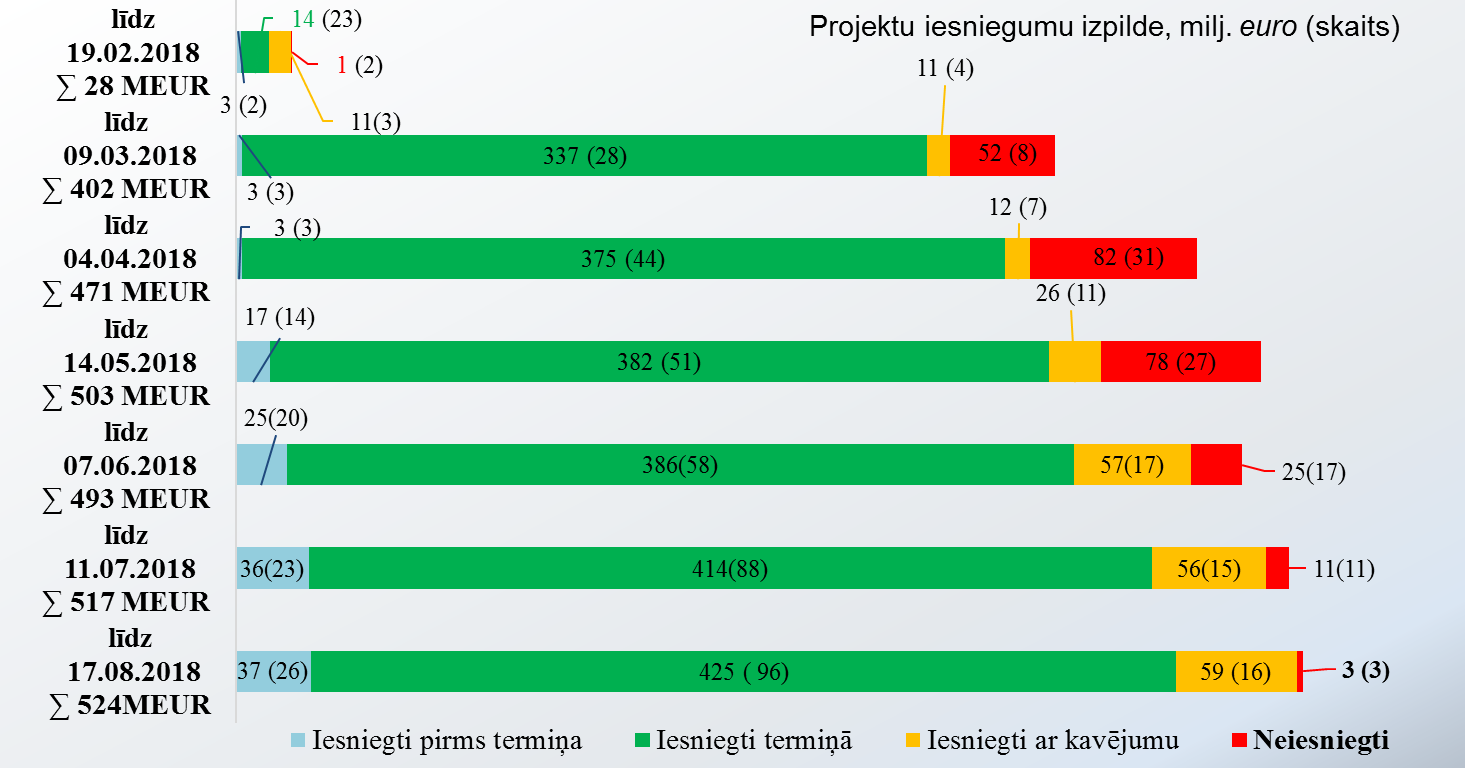 Projektu iesniegumu izpilde, milj. euro (skaits)
līdz
19.02.2018
∑ 28 MEUR
14 (23)
1 (2)
3 (2)
11(3)
līdz
09.03.2018
∑ 402 MEUR
11 (4)
337 (28)
52 (8)
3 (3)
līdz
04.04.2018
∑ 471 MEUR
3 (3)
12 (7)
375 (44)
82 (31)
līdz
14.05.2018
∑ 503 MEUR
17 (14)
26 (11)
382 (51)
78 (27)
līdz
07.06.2018
∑ 493 MEUR
25(20)
386(58)
57(17)
25(17)
līdz
11.07.2018
∑ 517 MEUR
36(23)
414(88)
56(15)
11(11)
līdz
17.08.2018
∑ 524MEUR
37 (26)
425 ( 96)
59 (16)
3 (3)
Iesniegti pirms termiņa
Iesniegti termiņā
Iesniegti ar kavējumu
Neiesniegti